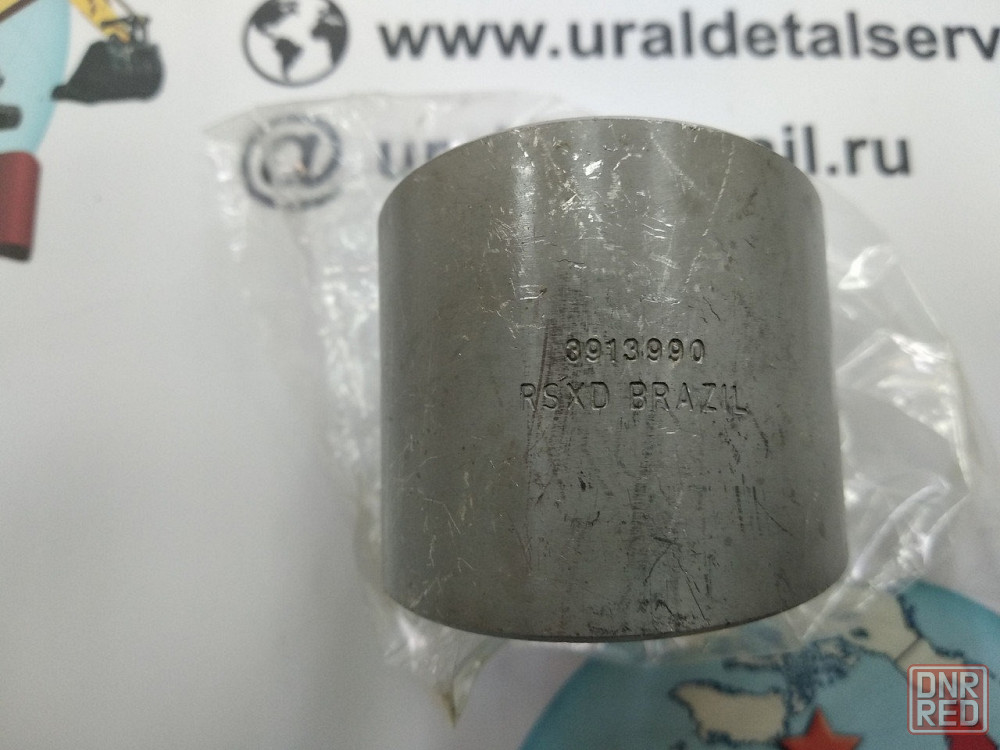 www.uraldetalserv
@ il.ru
3913990
RSXD BRAZIL
DNR
RED